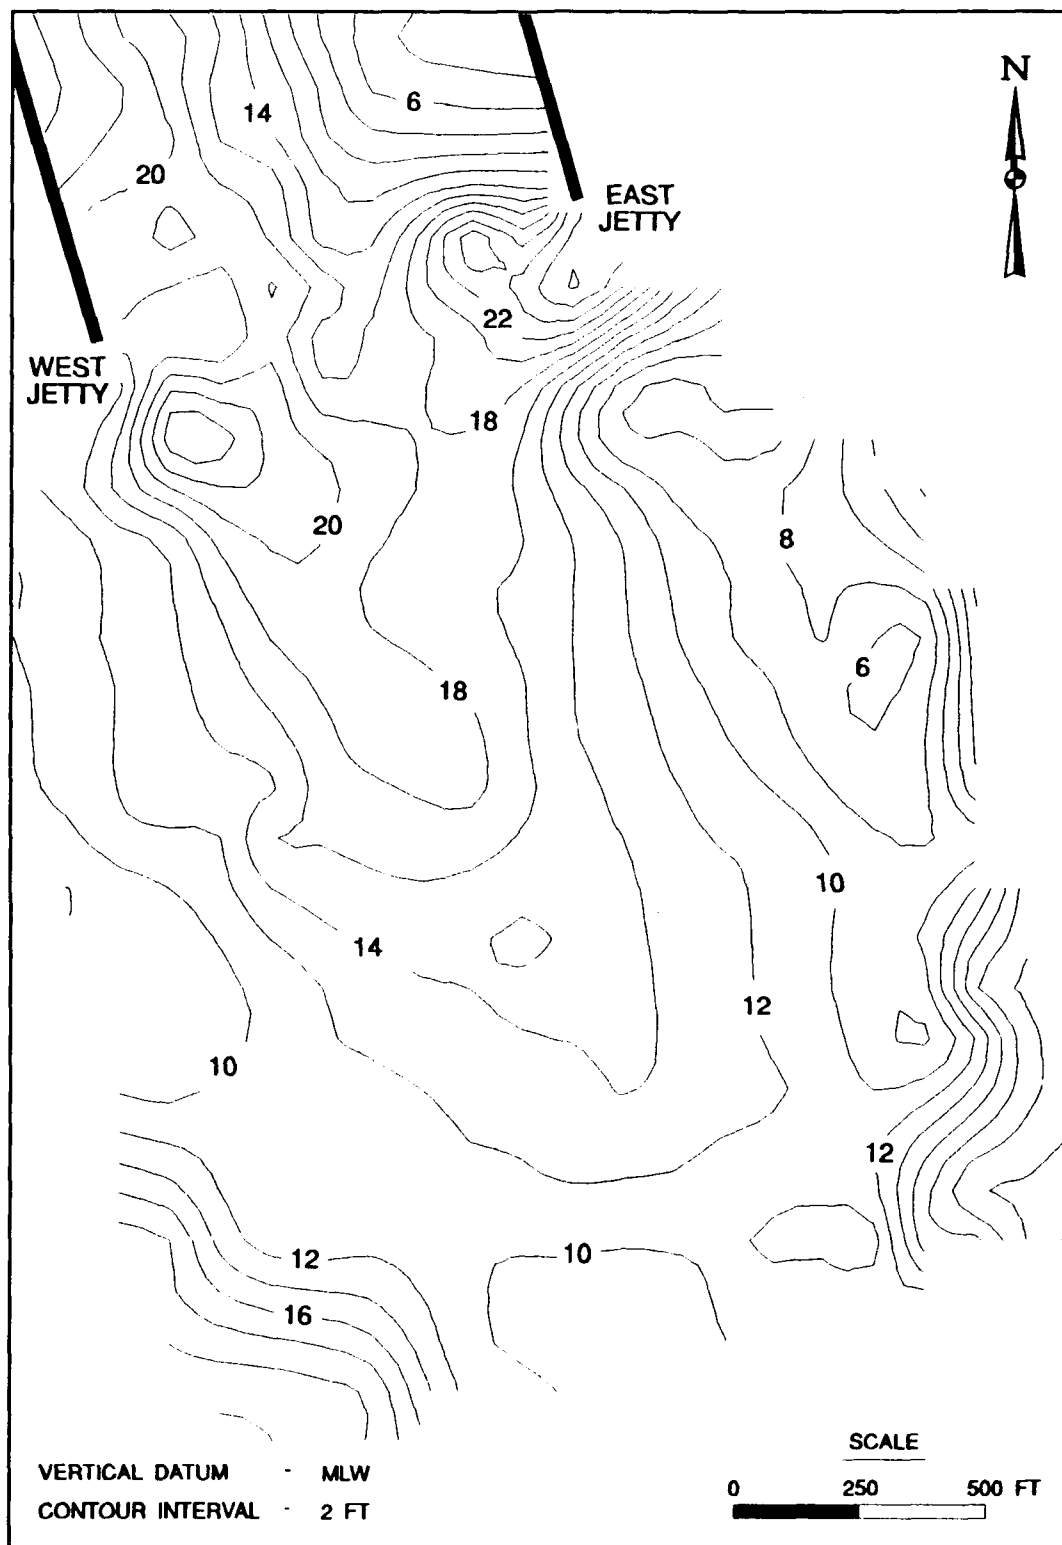 N
6
14
20
EAST
JETTY
22
WEST
JETTY
18
20
8
6
18
10
14
12
10
12
12
10
16
SCALE
VERTICAL DATUM - MLW
CONTOUR INTERVAL - 2 FT
0 250 500 FT